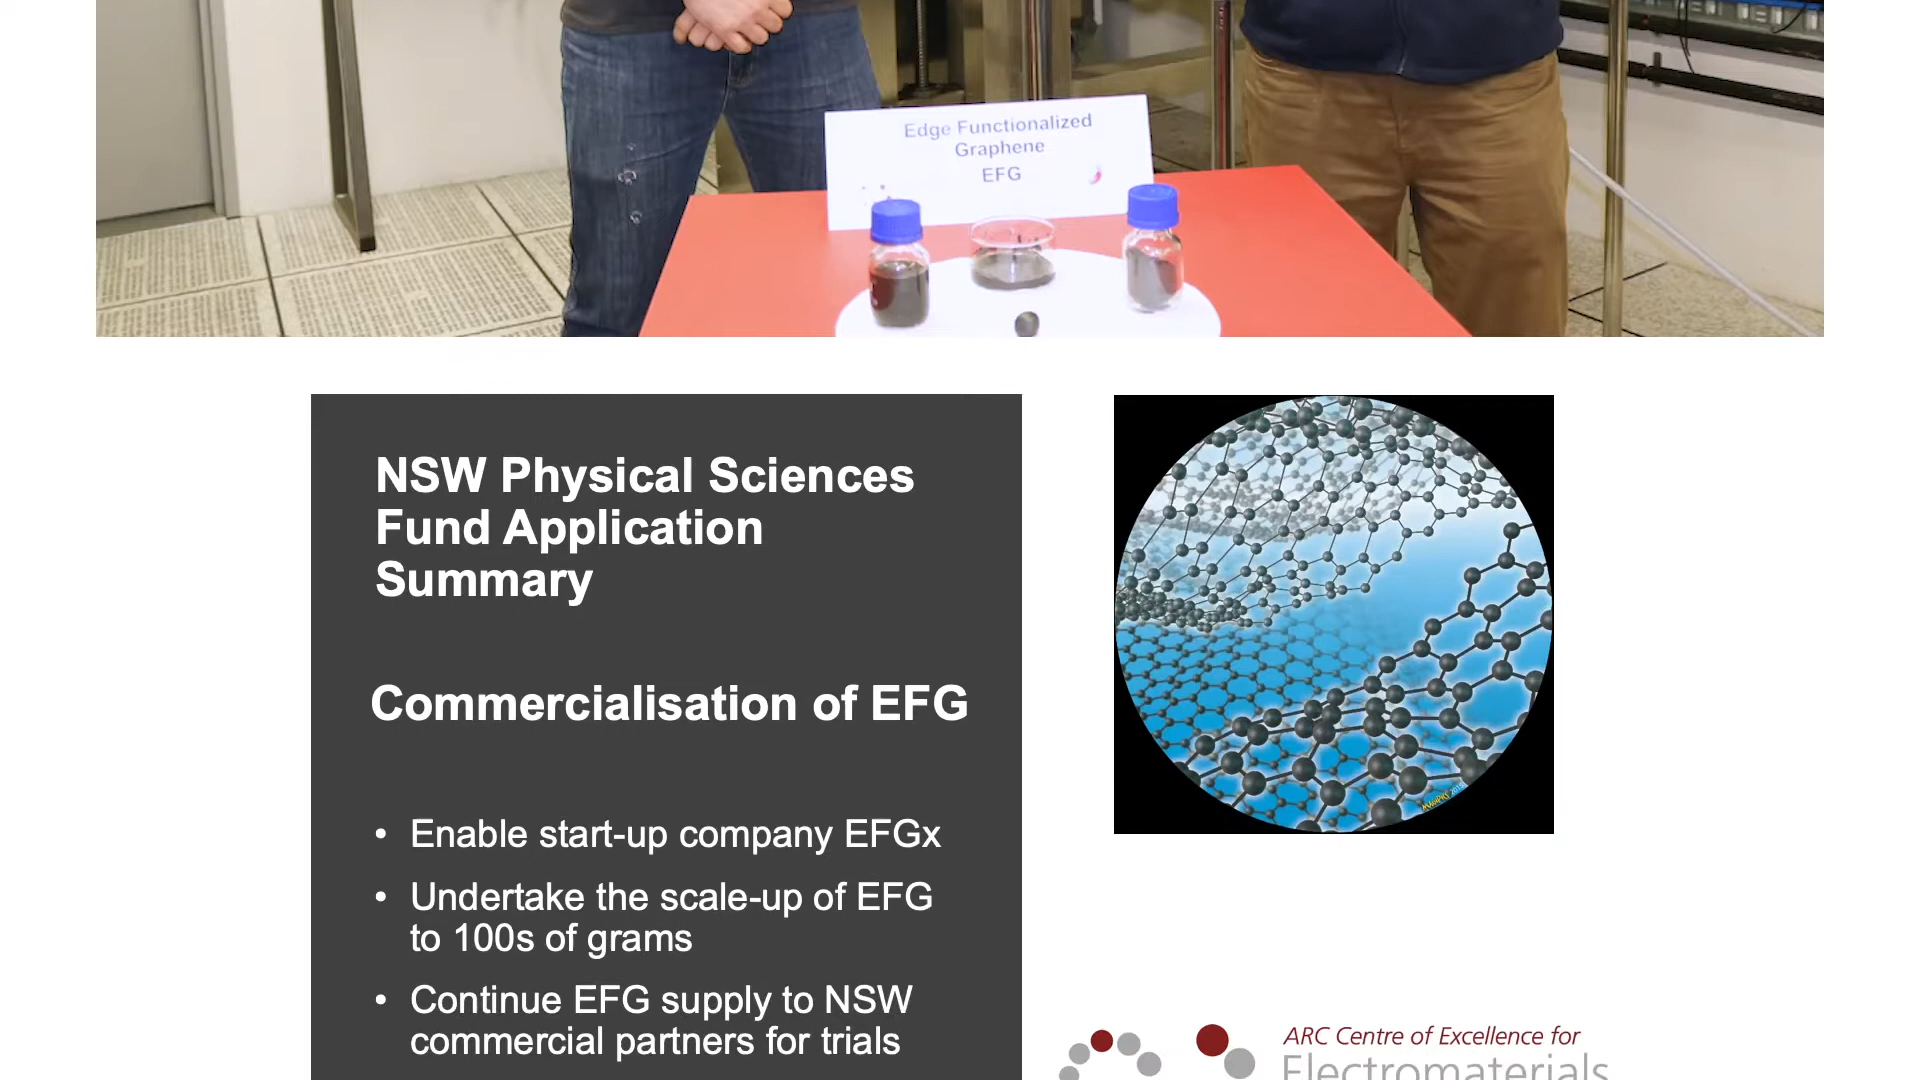 Edge Functionalized
Graphene
EFG
NSW Physical Sciences
Fund Application
Summary
Commercialisation of EFG
• Enable start-up company EFGx
• Undertake the scale-up of EFG
to 100s of grams
• Continue EFG supply to NSW
commercial partners for trials
ARC Centre of Excellence for
Electromaterials